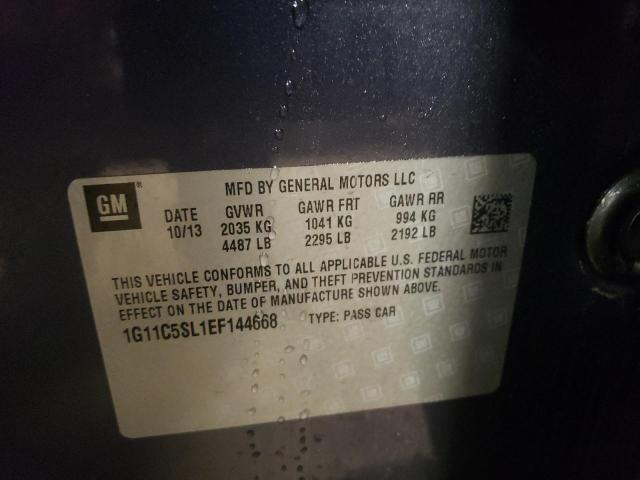 GM
MFD BY GENERAL MOTORS LLC
DATE GVWR GAWR FRT GAWR RR
10/13 2035 KG 1041 KG 994 KG
4487 LB 2295 LB 2192 LB
THIS VEHICLE CONFORMS TO ALL APPLICABLE U.S. FEDERAL MOTOR
VEHICLE SAFETY, BUMPER, AND THEFT PREVENTION STANDARDS IN
EFFECT ON THE DATE OF MANUFACTURE SHOWN ABOVE.
1G11C5SL1EF144668 TYPE: PASS CAR